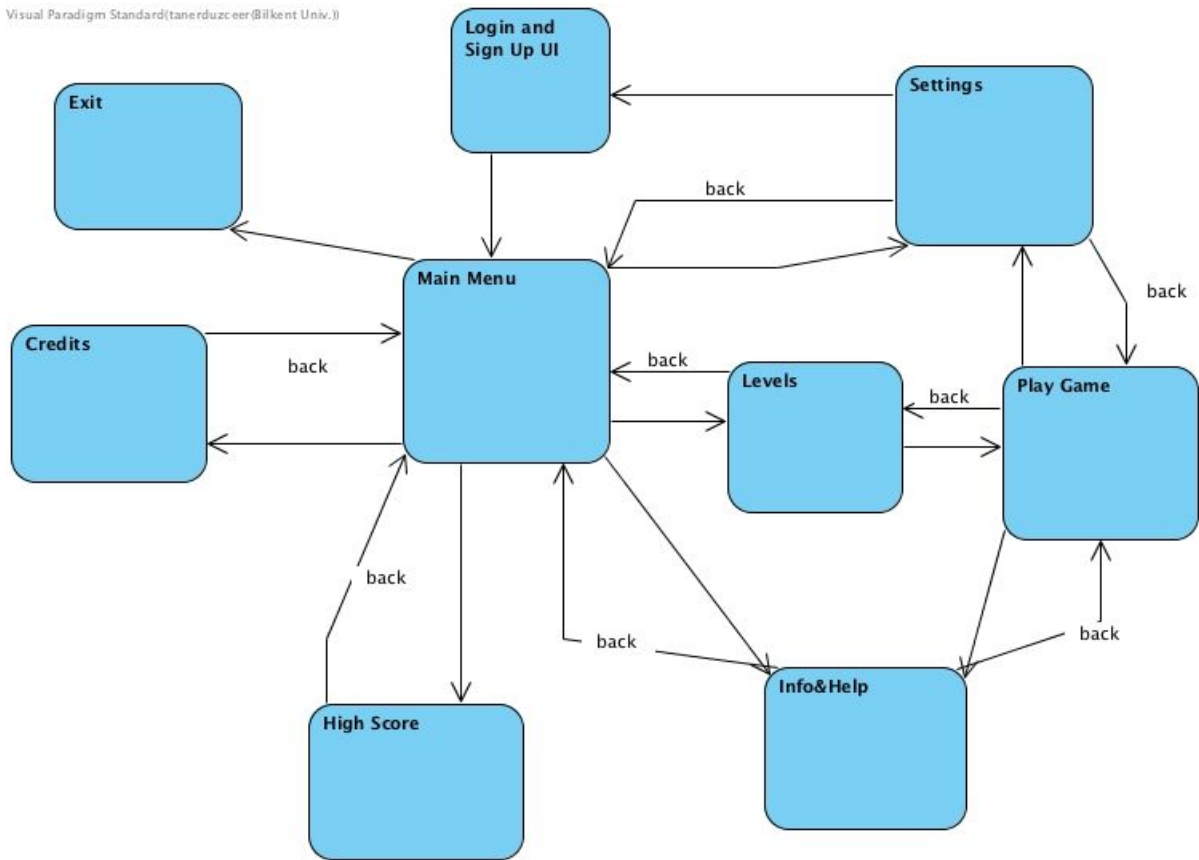 Visual Paradigm Standard(tanerduzceer(Bilkent Univ.))
Login and
Sign Up UI
Settings
Exit
back
Main Menu
back
Credits
back
back
Levels
back
Play Game
back
back
back
Info&Help
High Score